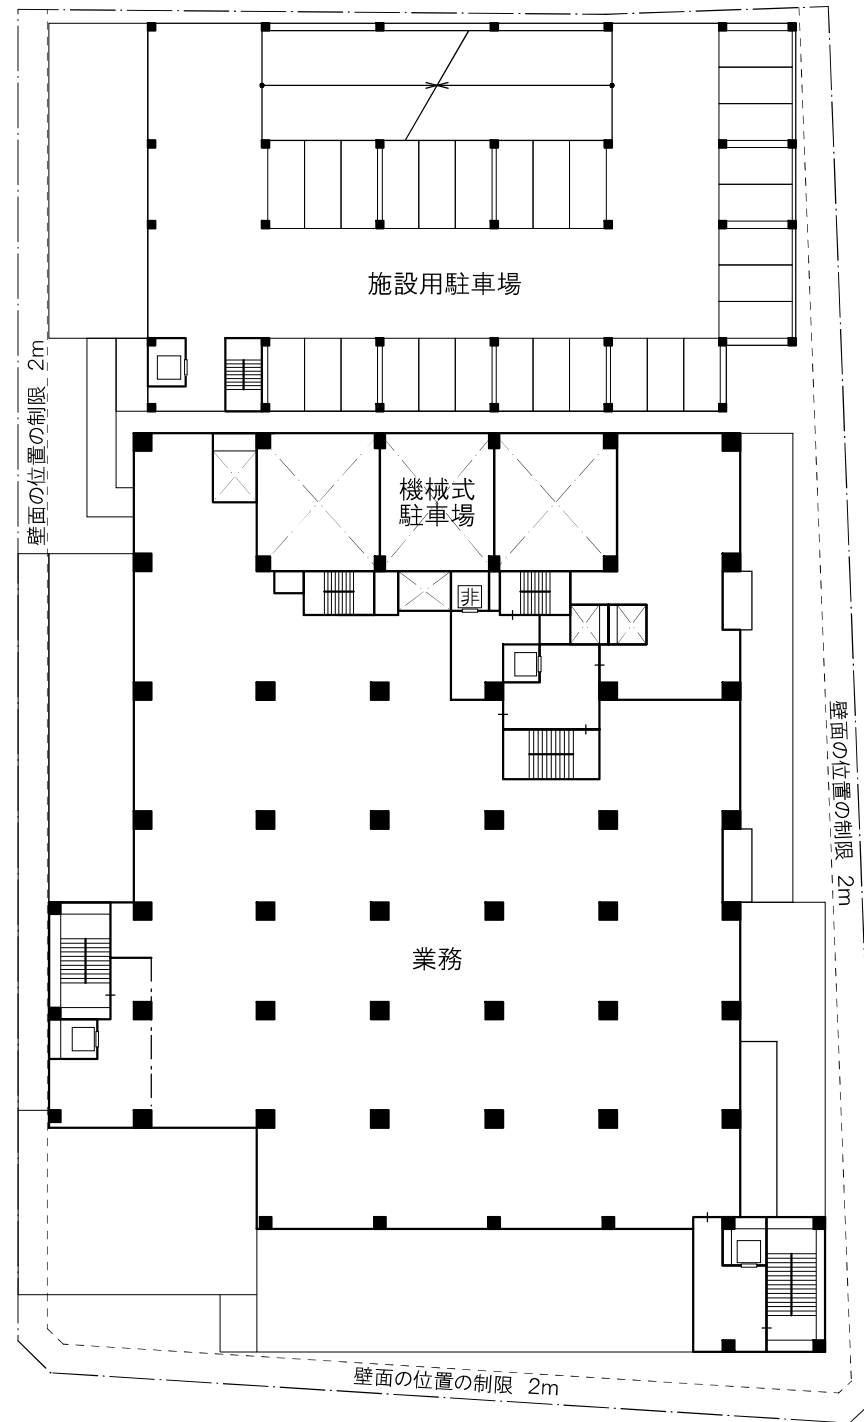 施設用駐車場
壁面の位置の制限 2m
機械式
駐車場
非
壁面の位置の制限 2m
業務
壁面の位置の制限 2m